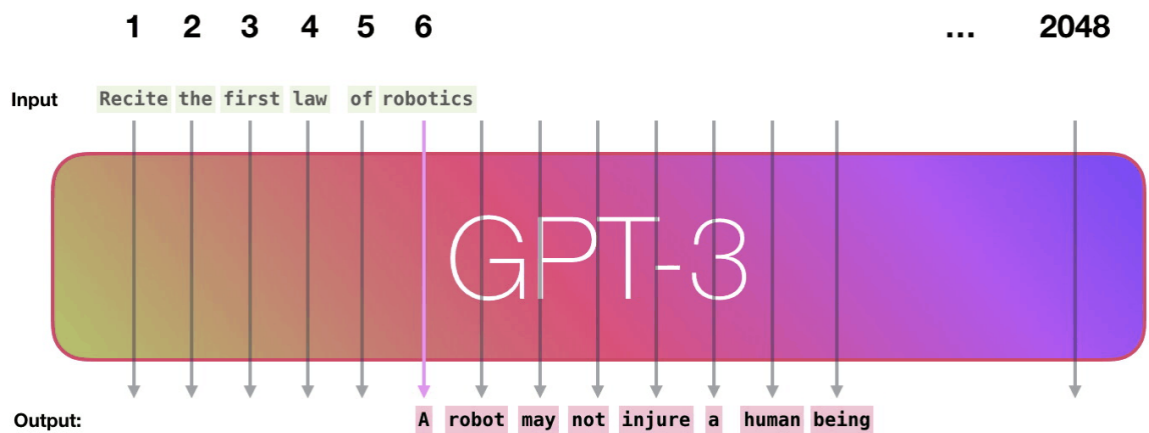 1 2 3 4 5 6 ... 2048
Input Recite the first law of robotics
GPT-3
Output: A robot may not injure a human being